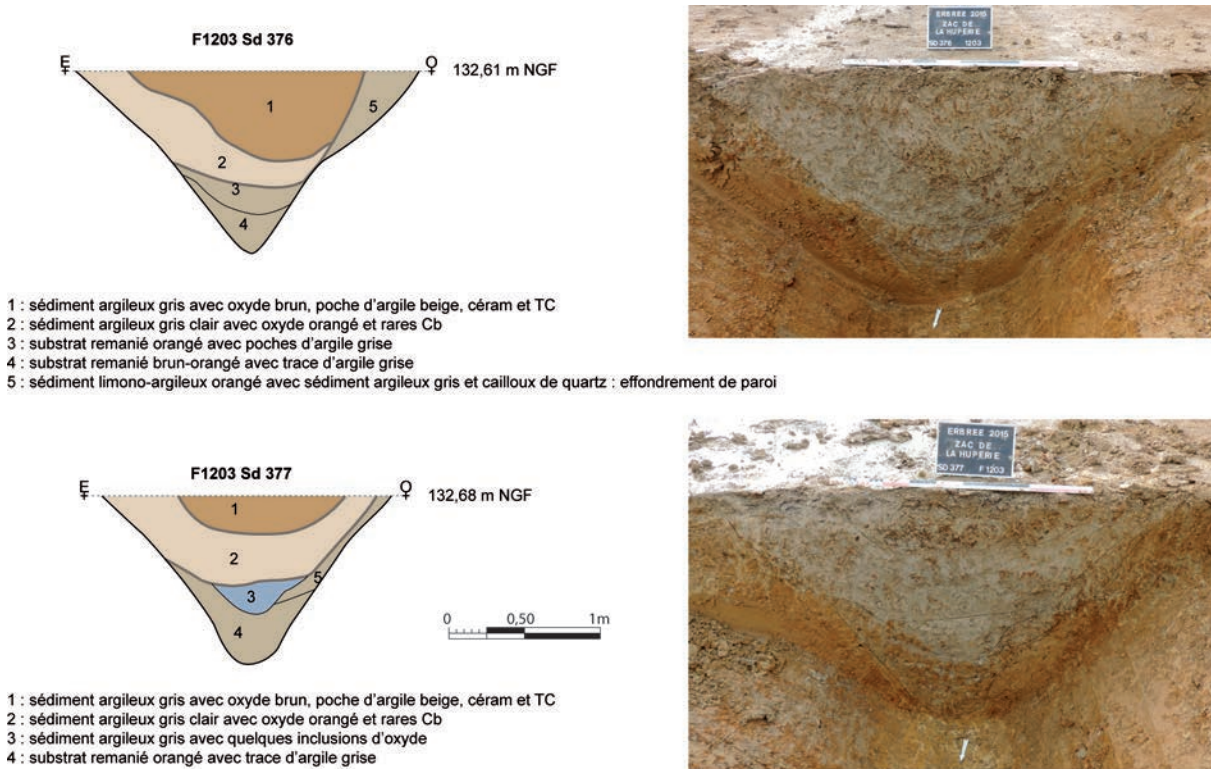 F1203 Sd 376
E
O
132,61 m NGF
1
5
2
3
4
1 : sédiment argileux gris avec oxyde brun, poche d'argile beige, céram et TC
2 : sédiment argileux gris clair avec oxyde orangé et rares Cb
3 : substrat remanié orangé avec poches d'argile grise
4 : substrat remanié brun-orangé avec trace d'argile grise
5 : sédiment limono-argileux orangé avec sédiment argileux gris et cailloux de quartz : effondrement de paroi
ERBREE 2015
ZAC DE
LA HUPERIE
SD 376 1203
F1203 Sd 377
E
O
132,68 m NGF
1
2
5
3
4
0 0,50 1m
1 : sédiment argileux gris avec oxyde brun, poche d'argile beige, céram et TC
2 : sédiment argileux gris clair avec oxyde orangé et rares Cb
3 : sédiment argileux gris avec quelques inclusions d'oxyde
4 : substrat remanié orangé avec trace d'argile grise
ERBREE 2015
ZAC DE
LA HUPERIE
SD 377 F 1203